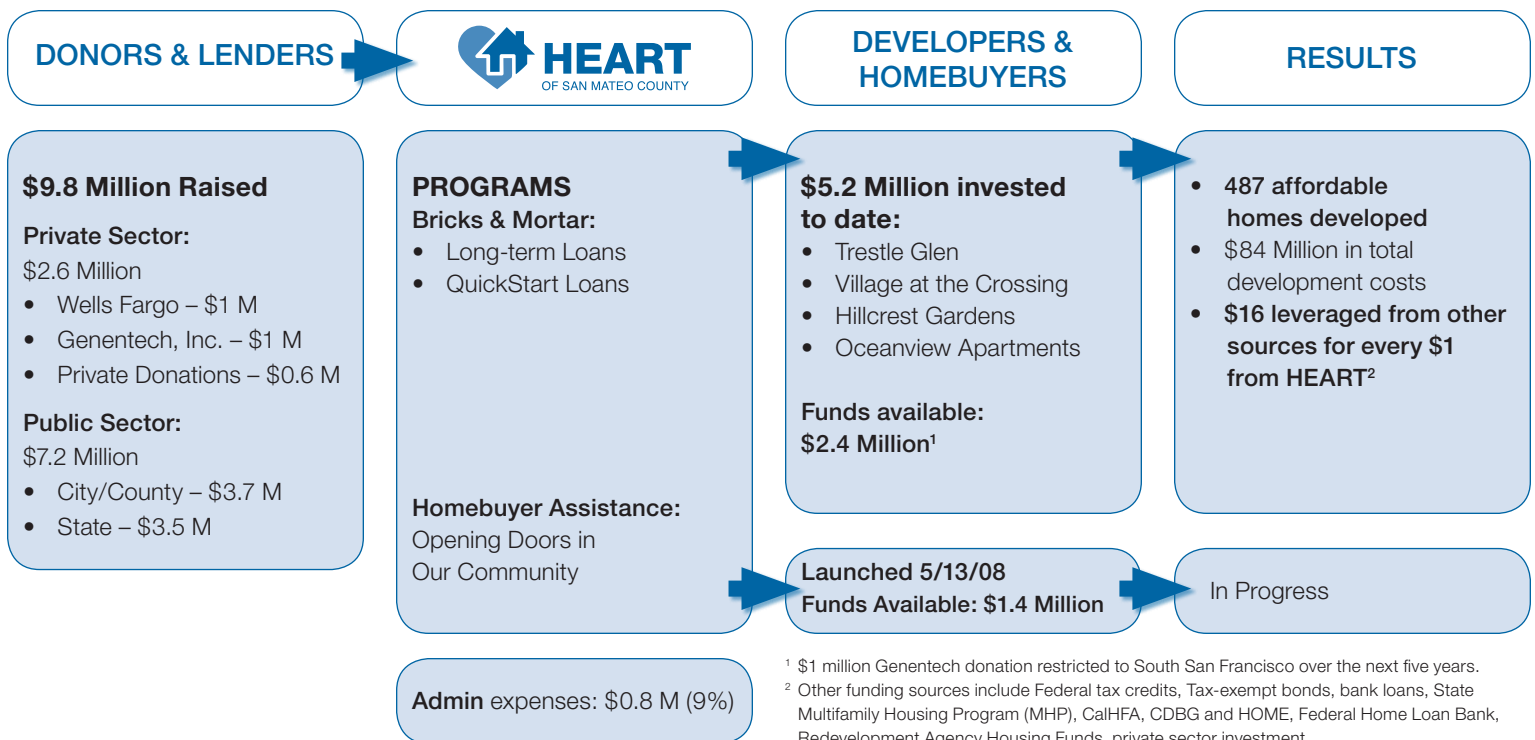 DONORS & LENDERS
HEART
OF SAN MATEO COUNTY
DEVELOPERS &
HOMEBUYERS
RESULTS
$9.8 Million Raised
Private Sector:
$2.6 Million
• Wells Fargo – $1 M
• Genentech, Inc. – $1 M
• Private Donations – $0.6 M
Public Sector:
$7.2 Million
• City/County – $3.7 M
• State – $3.5 M
PROGRAMS
Bricks & Mortar:
• Long-term Loans
• QuickStart Loans
Homebuyer Assistance:
Opening Doors in
Our Community
Admin expenses: $0.8 M (9%)
$5.2 Million invested
to date:
• Trestle Glen
• Village at the Crossing
• Hillcrest Gardens
• Oceanview Apartments
Funds available:
$2.4 Million¹
Launched 5/13/08
Funds Available: $1.4 Million
• 487 affordable
homes developed
• $84 Million in total
development costs
• $16 leveraged from other
sources for every $1
from HEART²
In Progress
¹ $1 million Genentech donation restricted to South San Francisco over the next five years.
² Other funding sources include Federal tax credits, Tax-exempt bonds, bank loans, State
Multifamily Housing Program (MHP), CalHFA, CDBG and HOME, Federal Home Loan Bank,
Redevelopment Agency Housing Funds, private sector investment